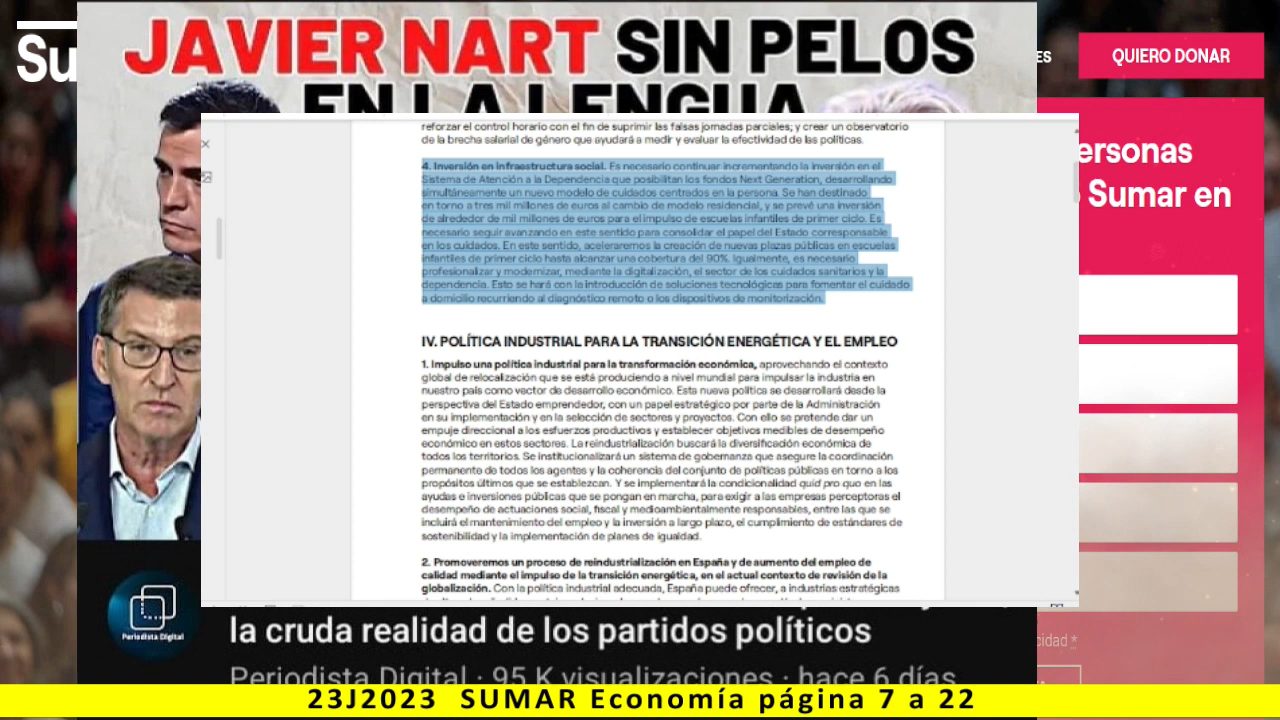 Su
JAVIER NART SIN PELOS
EN LA LENGUA
ES
QUIERO DONAR
ersonas
Sumar en
reforzar el control horario con el fin de suprimir las falsas jornadas parciales; y crear un observatorio
de la brecha salarial de género que ayudará a medir y evaluar la efectividad de las políticas.
4. Inversión en infraestructura social. Es necesario continuar incrementando la inversión en el
Sistema de Atención a la Dependencia que posibilitan los fondos Next Generation, desarrollando
simultáneamente un nuevo modelo de cuidados centrados en la persona. Se han destinado
en torno a tres mil millones de euros al cambio de modelo residencial, y se prevé una inversión
de alrededor de mil millones de euros para el impulso de escuelas infantiles de primer ciclo. Es
necesario seguir avanzando en este sentido para consolidar el papel del Estado corresponsable
en los cuidados. En este sentido, aceleraremos la creación de nuevas plazas públicas en escuelas
infantiles de primer ciclo hasta alcanzar una cobertura del 90%. Igualmente, es necesario
profesionalizar y modernizar, mediante la digitalización, el sector de los cuidados sanitarios y la
dependencia. Esto se hará con la introducción de soluciones tecnológicas para fomentar el cuidado
a domicilio recurriendo al diagnóstico remoto o los dispositivos de monitorización.
IV. POLÍTICA INDUSTRIAL PARA LA TRANSICIÓN ENERGÉTICA Y EL EMPLEO
1. Impulso una política industrial para la transformación económica, aprovechando el contexto
global de relocalización que se está produciendo a nivel mundial para impulsar la industria en
nuestro país como vector de desarrollo económico. Esta nueva política se desarrollará desde la
perspectiva del Estado emprendedor, con un papel estratégico por parte de la Administración
en su implementación y en la selección de sectores y proyectos. Con ello se pretende dar un
empuje direccional a los esfuerzos productivos y establecer objetivos medibles de desempeño
económico en estos sectores. La reindustrialización buscará la diversificación económica de
todos los territorios. Se institucionalizará un sistema de gobernanza que asegure la coordinación
permanente de todos los agentes y la coherencia del conjunto de políticas públicas en torno a los
propósitos últimos que se establezcan. Y se implementará la condicionalidad quid pro quo en las
ayudas e inversiones públicas que se pongan en marcha, para exigir a las empresas perceptoras el
desempeño de actuaciones social, fiscal y medioambientalmente responsables, entre las que se
incluirá el mantenimiento del empleo y la inversión a largo plazo, el cumplimiento de estándares de
sostenibilidad y la implementación de planes de igualdad.
2. Promoveremos un proceso de reindustrialización en España y de aumento del empleo de
calidad mediante el impulso de la transición energética, en el actual contexto de revisión de la
globalización. Con la política industrial adecuada, España puede ofrecer, a industrias estratégicas
Periodista Digital
la cruda realidad de los partidos políticos
Periodista Digital · 95 K visualizaciones · hace 6 días
cidad *
23J2023 SUMAR Economía página 7 a 22